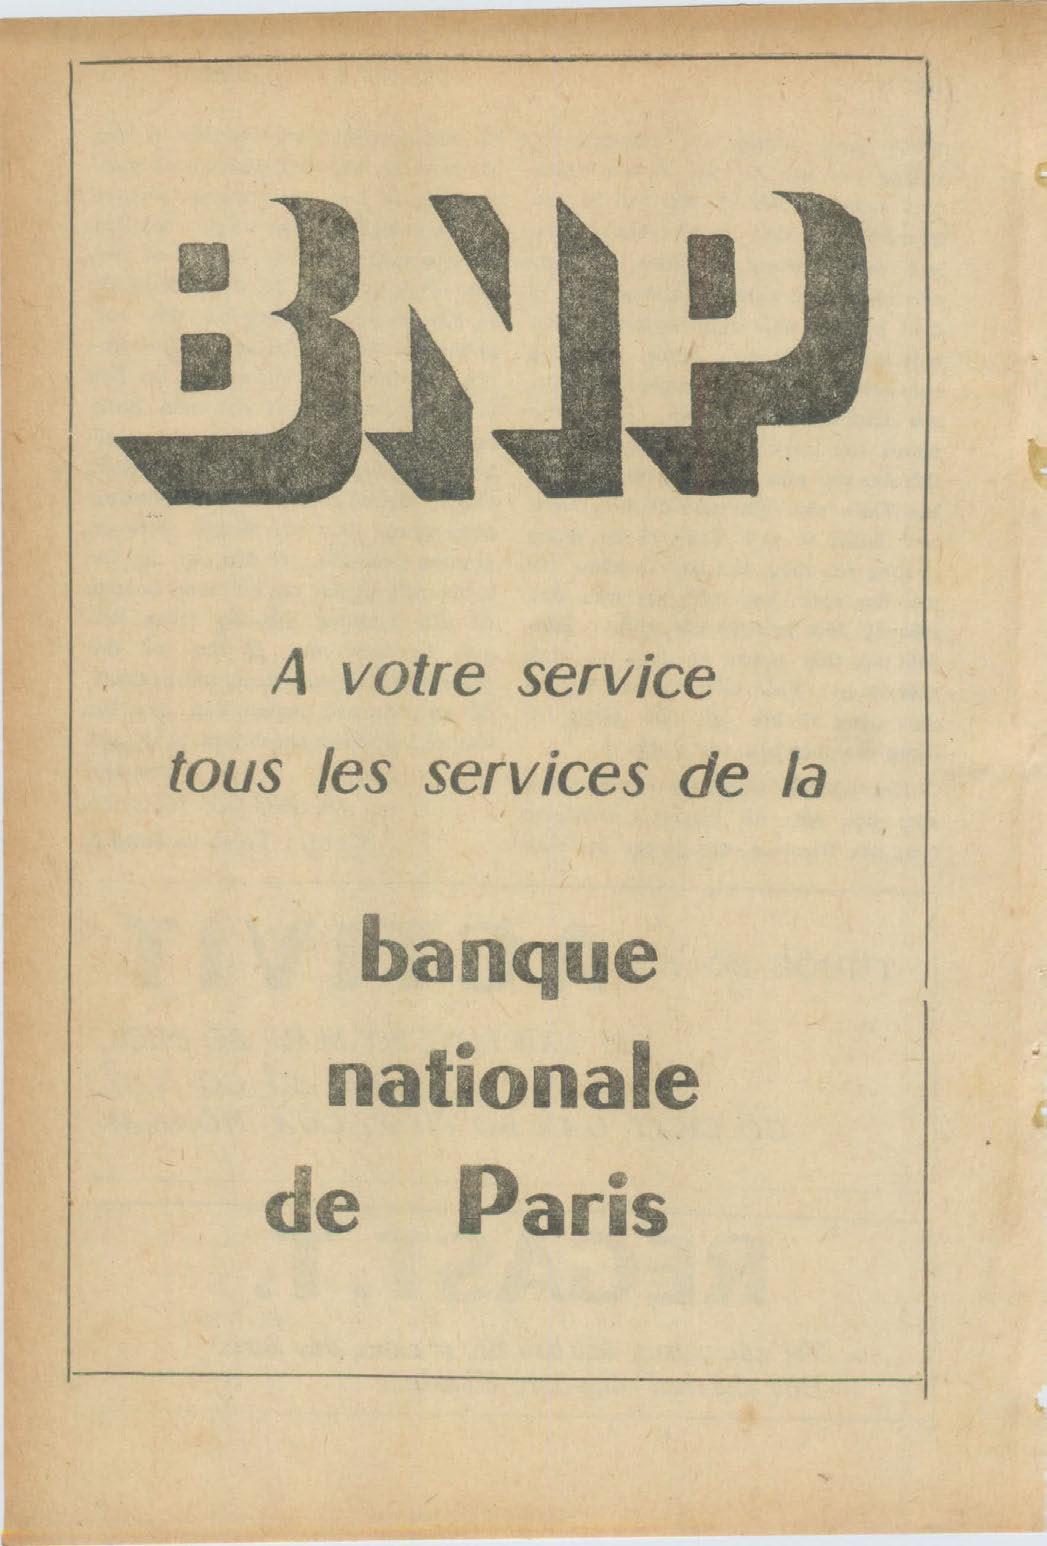 BNP
A votre service
tous les services de la
banque
nationale
de Paris